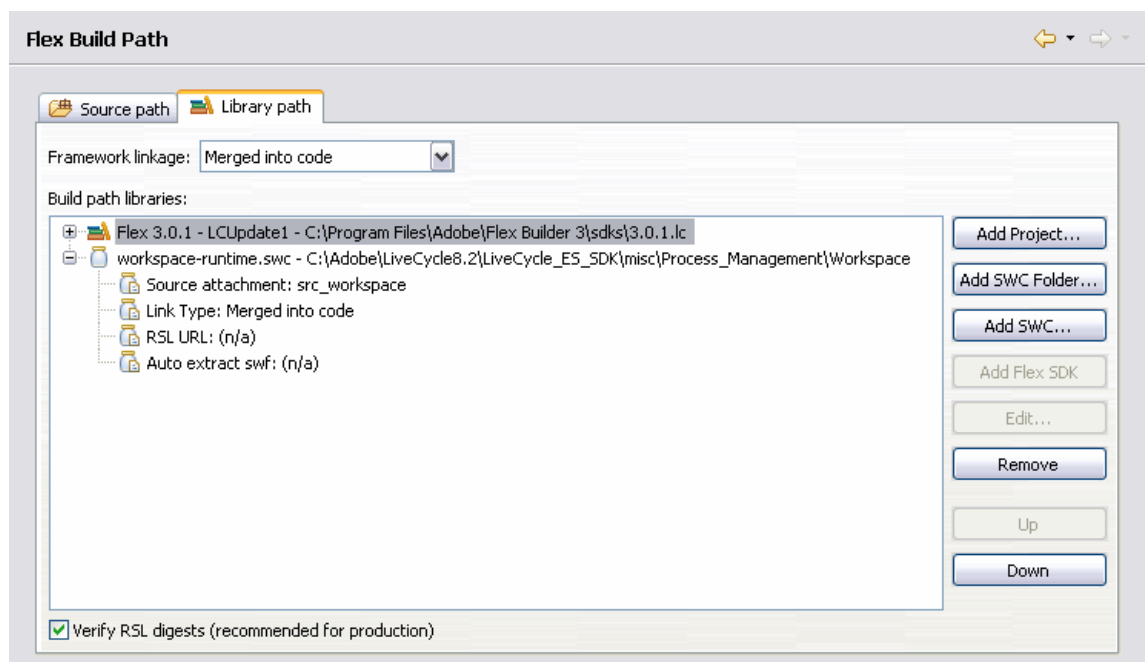 Flex Build Path
Source path
Library path
Framework linkage: Merged into code
Build path libraries:
Flex 3.0.1 - LCUpdate1 - C:\Program Files\Adobe\Flex Builder 3\sdks\3.0.1.lc
workspace-runtime.swc - C:\Adobe\LiveCycle8.2\LiveCycle_ES_SDK\misc\Process_Management\Workspace
Source attachment: src_workspace
Link Type: Merged into code
RSL URL: (n/a)
Auto extract swf: (n/a)
Add Project...
Add SWC Folder...
Add SWC...
Add Flex SDK
Edit...
Remove
Up
Down
Verify RSL digests (recommended for production)